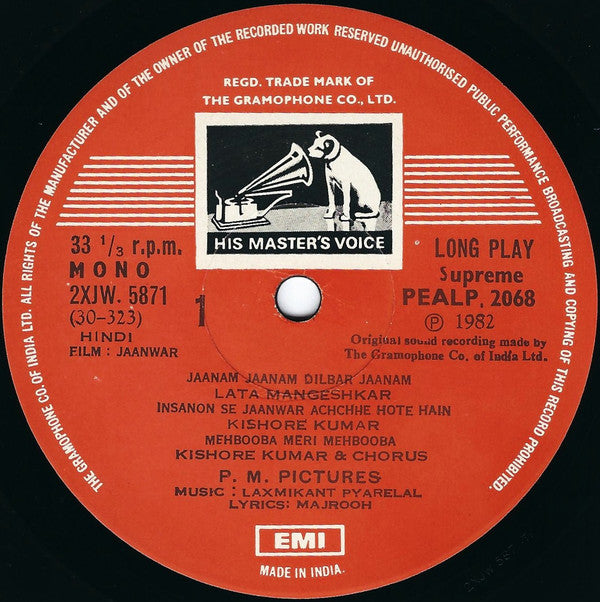 THE GRAMOPHONE CO. OF INDIA LTD. ALL RIGHTS OF THE MANUFACTURER AND OF THE OWNER OF THE RECORDED WORK RESERVED UNAUTHORISED PUBLIC PERFORMANCE BROADCASTING AND COPYING OF THIS RECORD PROHIBITED.
REGD. TRADE MARK OF
THE GRAMOPHONE CO., LTD.
HIS MASTER'S VOICE
33 1/3 r.p.m.
MONO
2XJW. 5871
(30-323)
HINDI
FILM : JAANWAR
1
LONG PLAY
Supreme
PEALP. 2068
℗ 1982
Original sound recording made by
The Gramophone Co. of India Ltd.
JAANAM JAANAM DILBAR JAANAM
LATA MANGESHKAR
INSANON SE JAANWAR ACHCHHE HOTE HAIN
KISHORE KUMAR
MEHBOOBA MERI MEHBOOBA
KISHORE KUMAR & CHORUS
P. M. PICTURES
MUSIC : LAXMIKANT PYARELAL
LYRICS: MAJROOH
EMI
MADE IN INDIA.